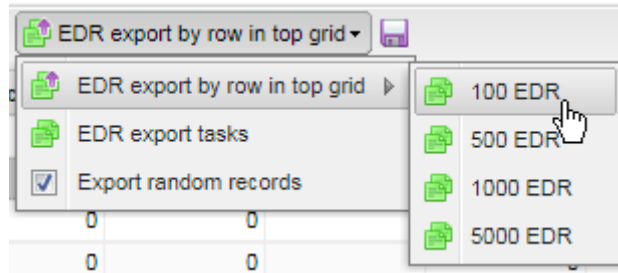 EDR export by row in top grid
EDR export by row in top grid
100 EDR
EDR export tasks
500 EDR
Export random records
1000 EDR
0 0
5000 EDR
0 0